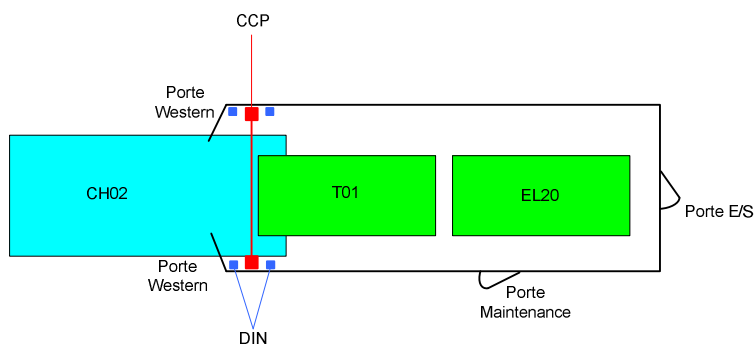 CCP
Porte
Western
CH02
T01
EL20
Porte E/S
Porte
Western
Porte
Maintenance
DIN